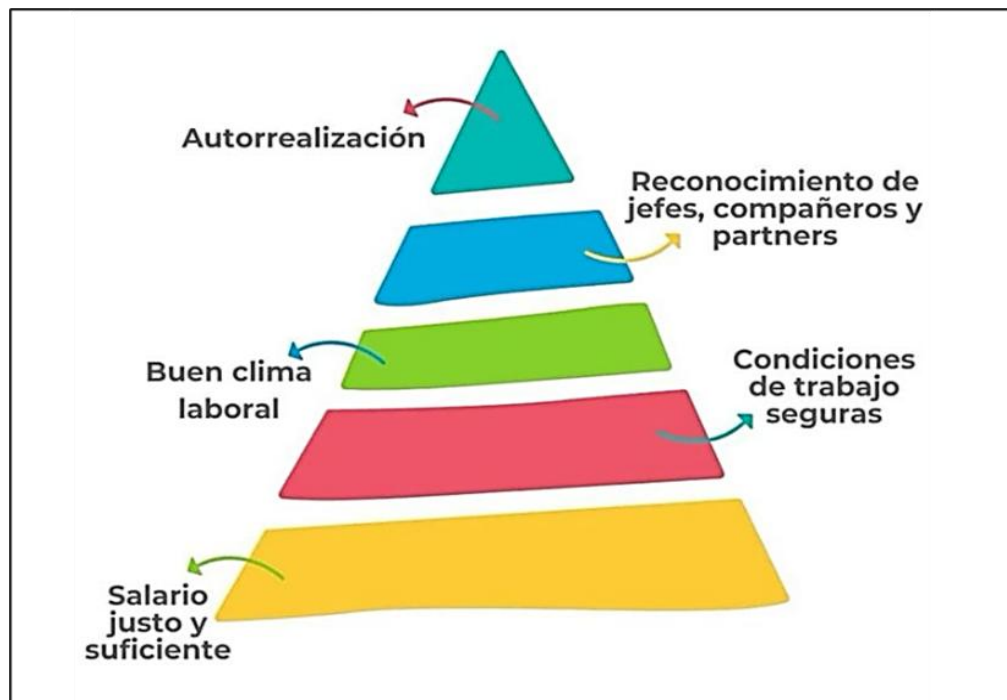 Autorrealización
Reconocimiento de
jefes, compañeros y
partners
Buen clima
laboral
Condiciones
de trabajo
seguras
Salario
justo y
suficiente